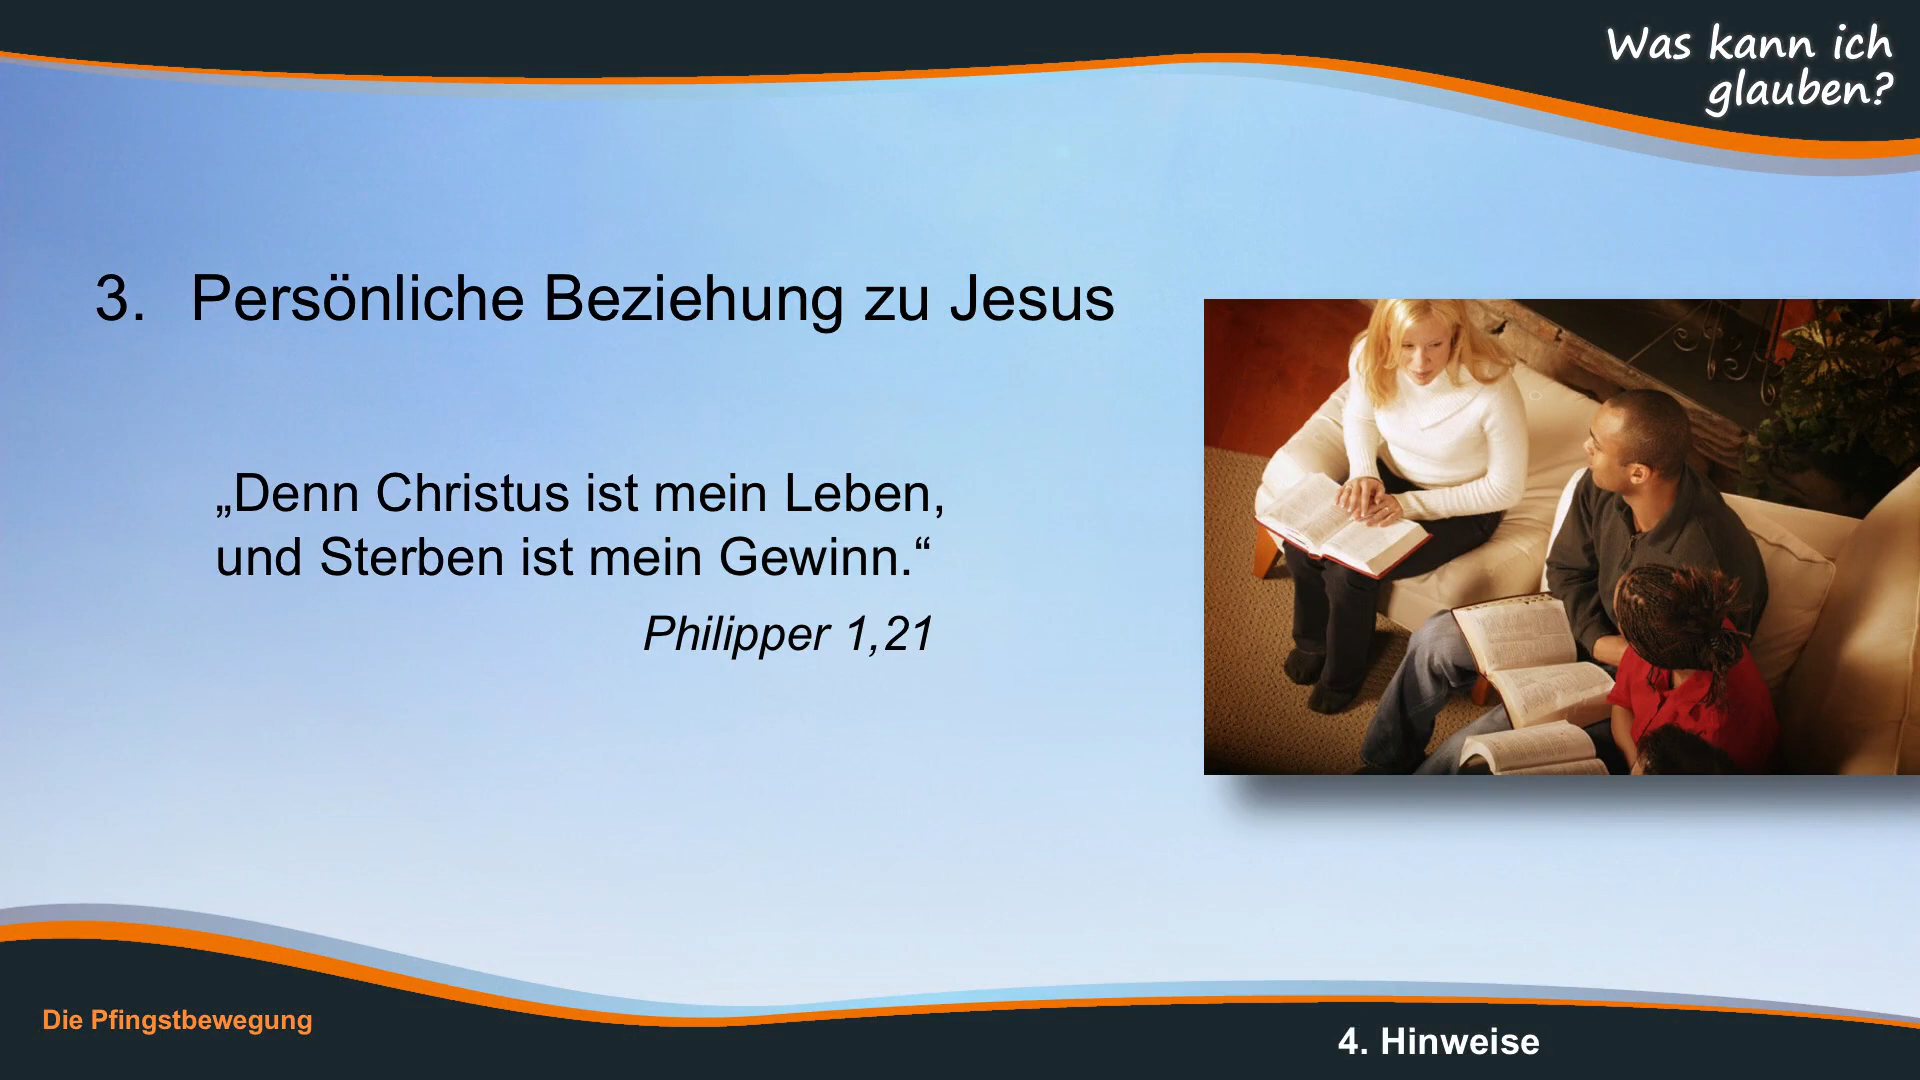 Was kann ich
glauben?
3. Persönliche Beziehung zu Jesus
„Denn Christus ist mein Leben,
und Sterben ist mein Gewinn.“
Philipper 1,21
Die Pfingstbewegung
4. Hinweise